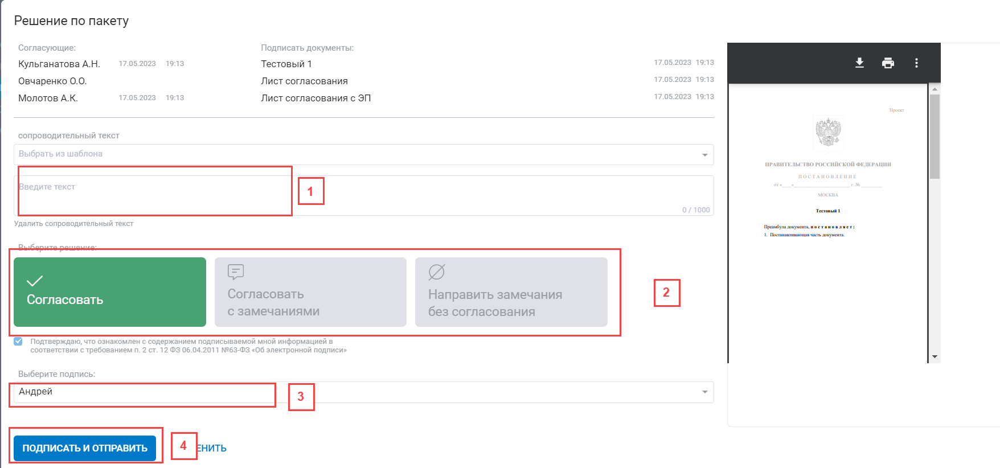 Решение по пакету
Согласующие:
Кульганатова А.Н. 17.05.2023 19:13
Овчаренко О.О.
Молотов А.К. 17.05.2023 19:13
Подписать документы:
Тестовый 1 17.05.2023 19:13
Лист согласования 17.05.2023 19:13
Лист согласования с ЭП 17.05.2023 19:13
сопроводительный текст
Выбрать из шаблона
Введите текст
1
0 / 1000
Удалить сопроводительный текст
Выберите решение:
Согласовать
Согласовать
с замечаниями
Направить замечания
без согласования
2
Подтверждаю, что ознакомлен с содержанием подписываемой мной информацией в
соответствии с требованием п. 2 ст. 12 ФЗ 06.04.2011 №63-ФЗ «Об электронной подписи»
Выберите подпись:
Андрей
3
ПОДПИСАТЬ И ОТПРАВИТЬ
4
ЕНИТЬ
Проект
ПРАВИТЕЛЬСТВО РОССИЙСКОЙ ФЕДЕРАЦИИ
ПОСТАНОВЛЕНИЕ
от «____»________________________ г. № _________
МОСКВА
Тестовый 1
Преамбула документа, постановляет:
1. Постанавливающая часть документа.